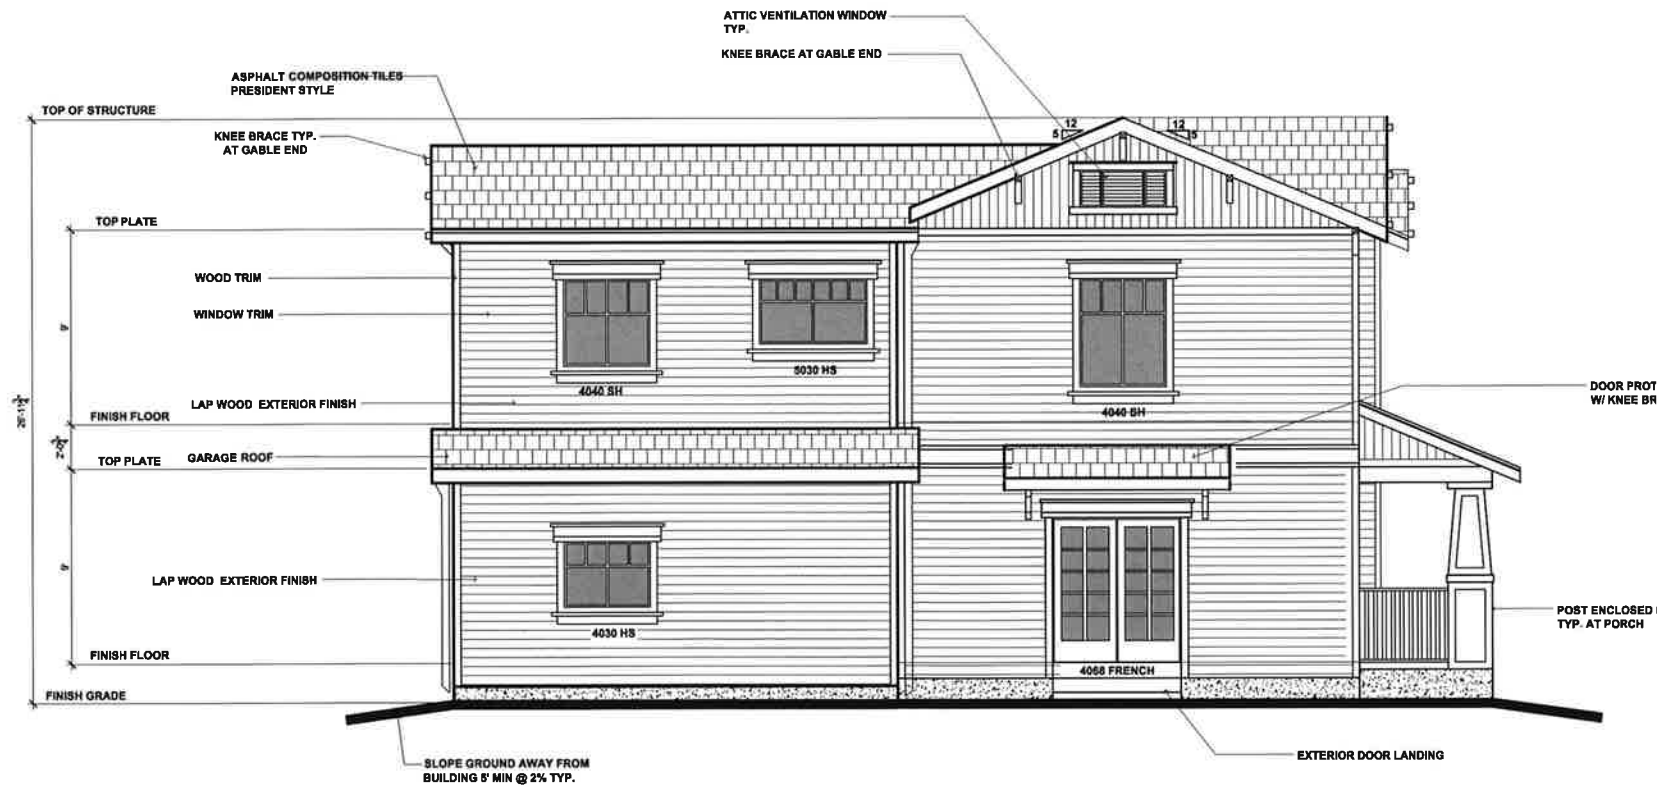 ATTIC VENTILATION WINDOW
TYP.
KNEE BRACE AT GABLE END
ASPHALT COMPOSITION TILES
PRESIDENT STYLE
TOP OF STRUCTURE
KNEE BRACE TYP.
AT GABLE END
12
5
12
5
TOP PLATE
WOOD TRIM
WINDOW TRIM
9'
5030 HS
4040 SH
4040 SH
DOOR PROT
W/ KNEE BR
LAP WOOD EXTERIOR FINISH
FINISH FLOOR
GARAGE ROOF
TOP PLATE
9'
LAP WOOD EXTERIOR FINISH
4030 HS
POST ENCLOSED
TYP. AT PORCH
FINISH FLOOR
4068 FRENCH
FINISH GRADE
SLOPE GROUND AWAY FROM
BUILDING 5' MIN @ 2% TYP.
EXTERIOR DOOR LANDING